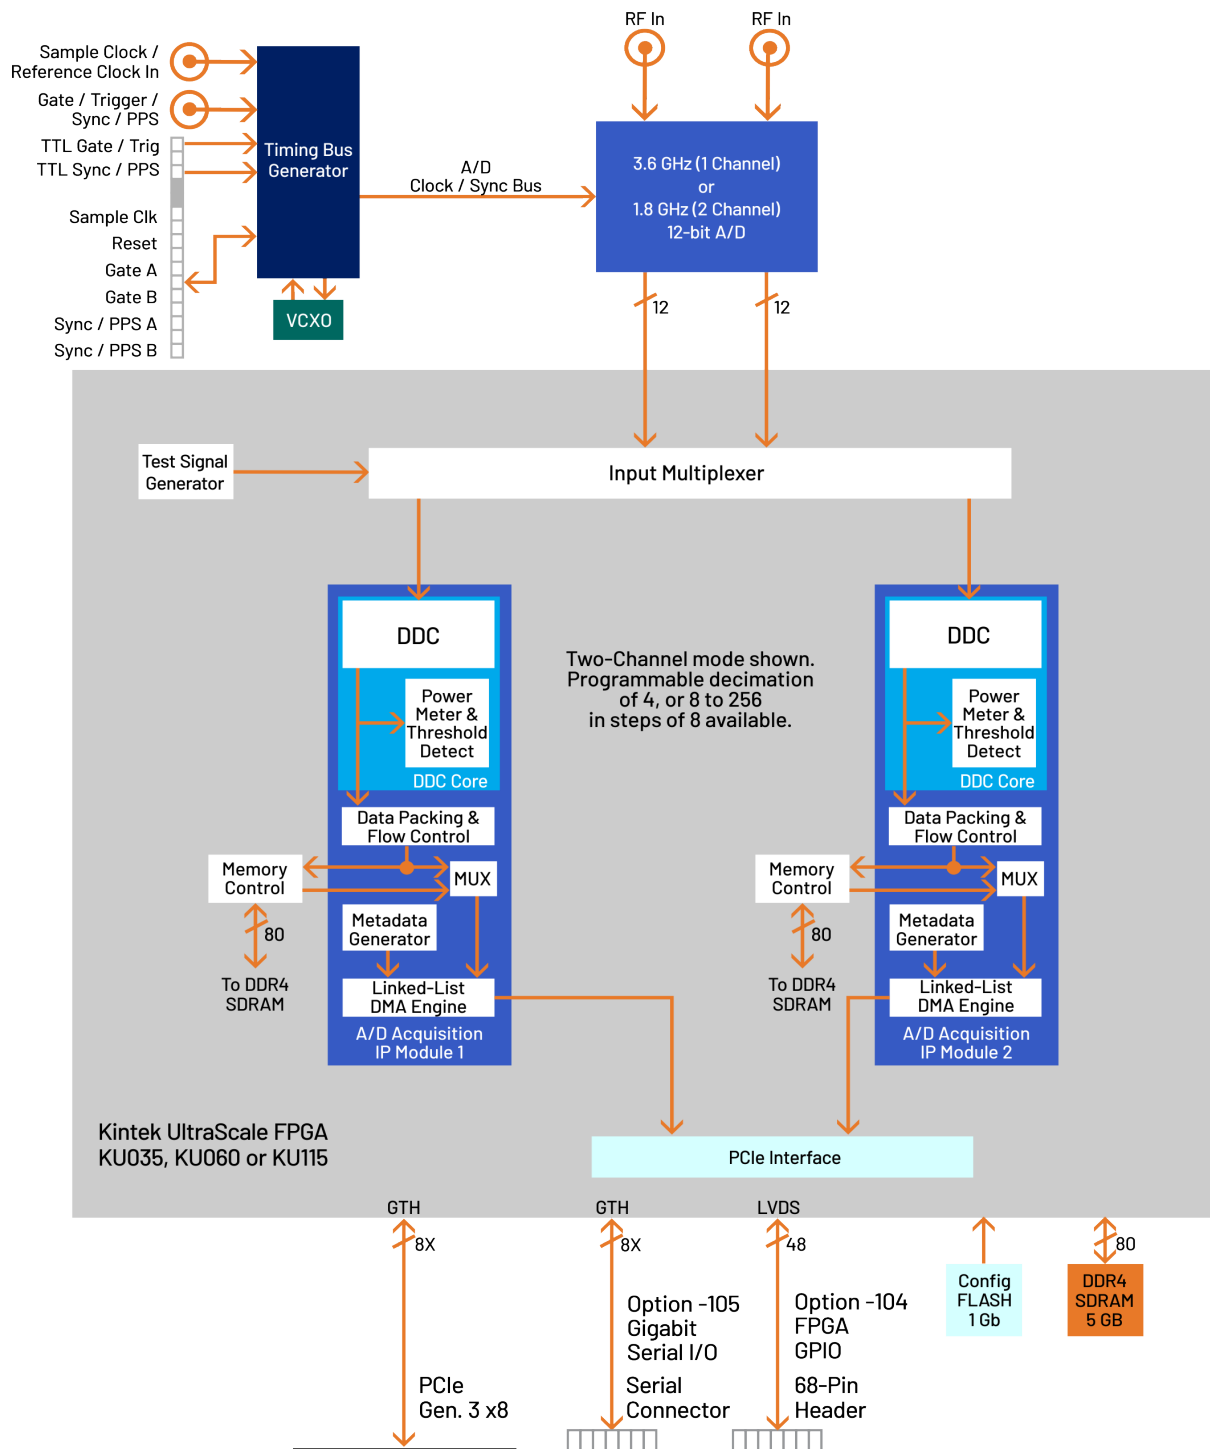 RF In
RF In
Sample Clock /
Reference Clock In
Gate / Trigger /
Sync / PPS
TTL Gate / Trig
TTL Sync / PPS
Sample Clk
Reset
Gate A
Gate B
Sync / PPS A
Sync / PPS B
Timing Bus
Generator
VCXO
A/D
Clock / Sync Bus
3.6 GHz (1 Channel)
or
1.8 GHz (2 Channel)
12-bit A/D
12
12
Test Signal
Generator
Input Multiplexer
DDC
Power
Meter &
Threshold
Detect
DDC Core
Data Packing &
Flow Control
Memory
Control
MUX
Metadata
Generator
80
To DDR4
SDRAM
Linked-List
DMA Engine
A/D Acquisition
IP Module 1
Two-Channel mode shown.
Programmable decimation
of 4, or 8 to 256
in steps of 8 available.
DDC
Power
Meter &
Threshold
Detect
DDC Core
Data Packing &
Flow Control
Memory
Control
MUX
Metadata
Generator
80
To DDR4
SDRAM
Linked-List
DMA Engine
A/D Acquisition
IP Module 2
Kintek UltraScale FPGA
KU035, KU060 or KU115
PCIe Interface
GTH
8X
PCIe
Gen. 3 x8
GTH
8X
Option -105
Gigabit
Serial I/O
Serial
Connector
LVDS
48
Option -104
FPGA
GPIO
68-Pin
Header
Config
FLASH
1 Gb
80
DDR4
SDRAM
5 GB